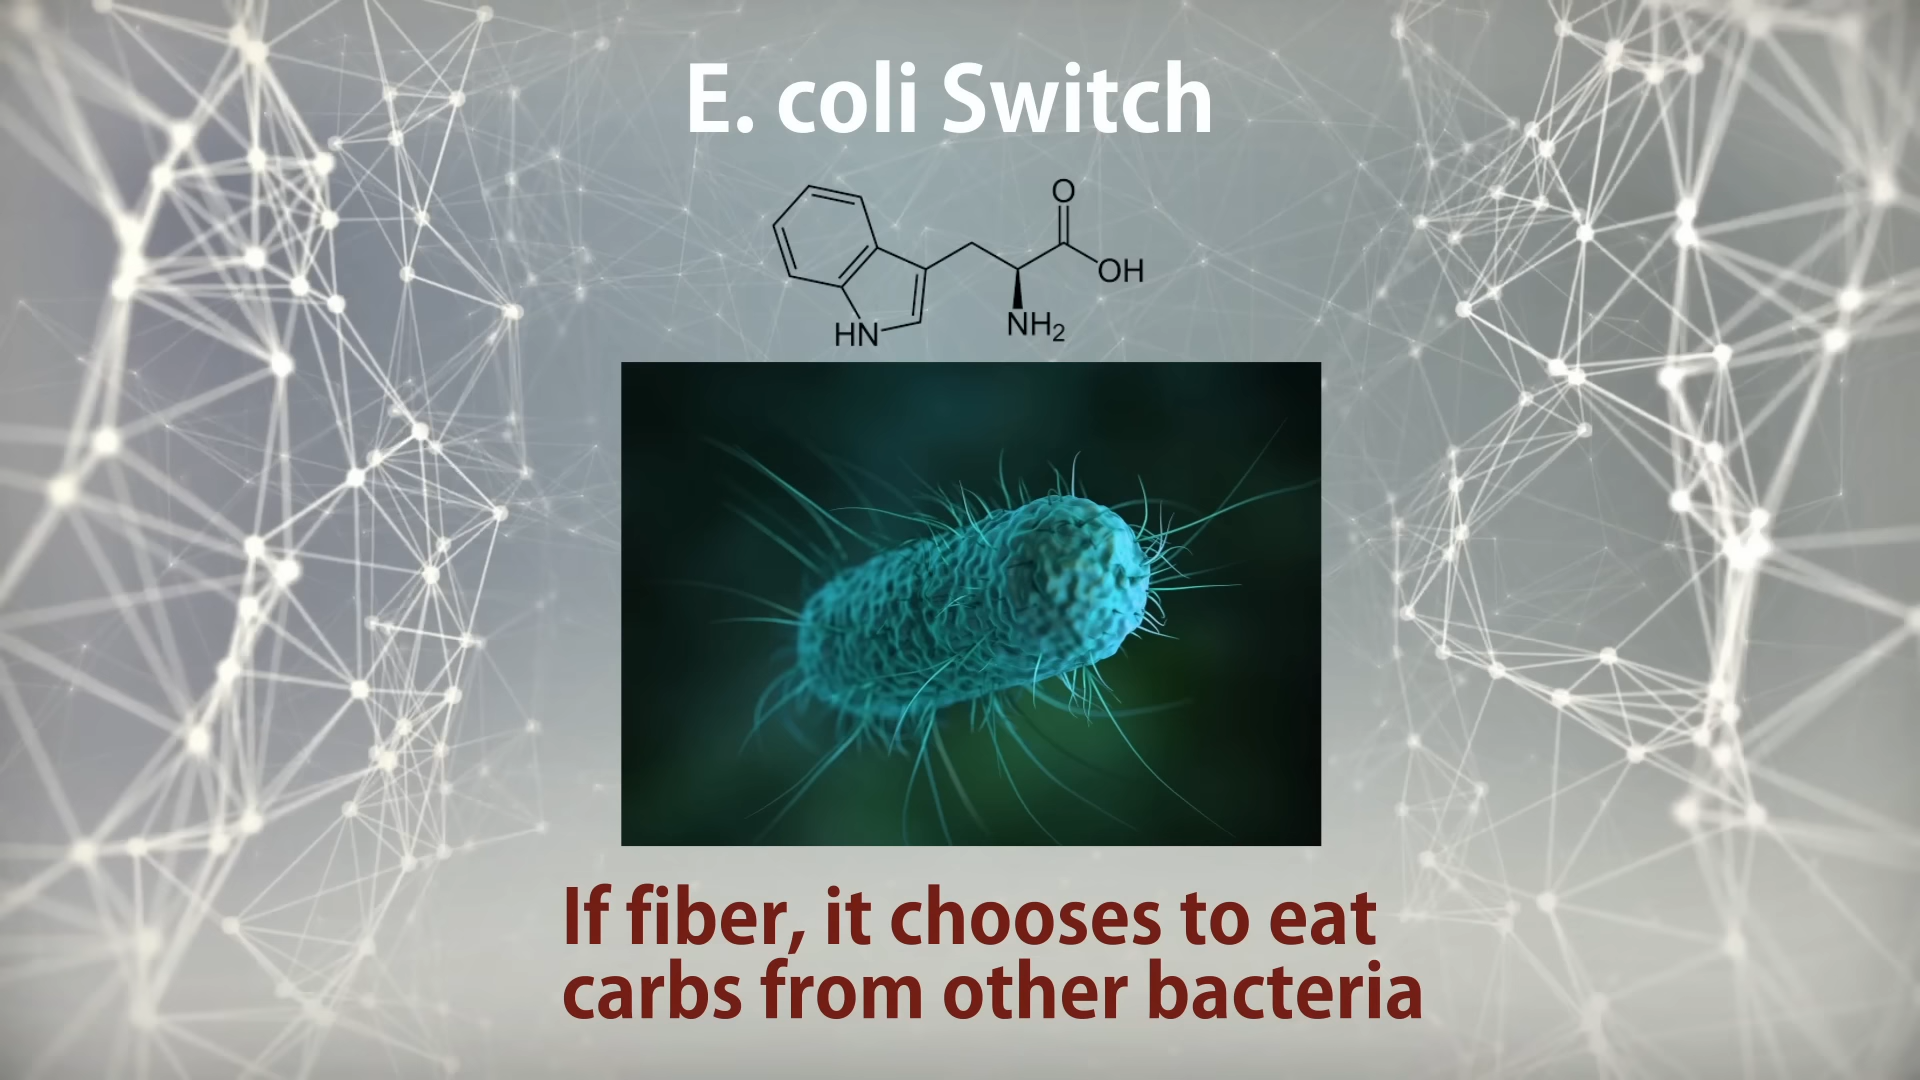 E. coli Switch
O
OH
NH2
HN
If fiber, it chooses to eat
carbs from other bacteria